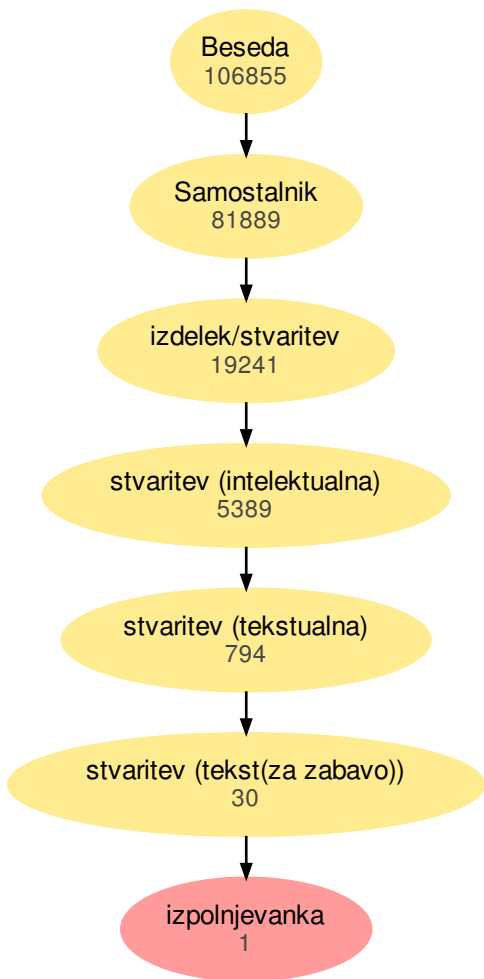 Beseda
106855
Samostalnik
81889
izdelek/stvaritev
19241
stvaritev (intelektualna)
5389
stvaritev (tekstualna)
794
stvaritev (tekst(za zabavo))
30
izpolnjevanka
1